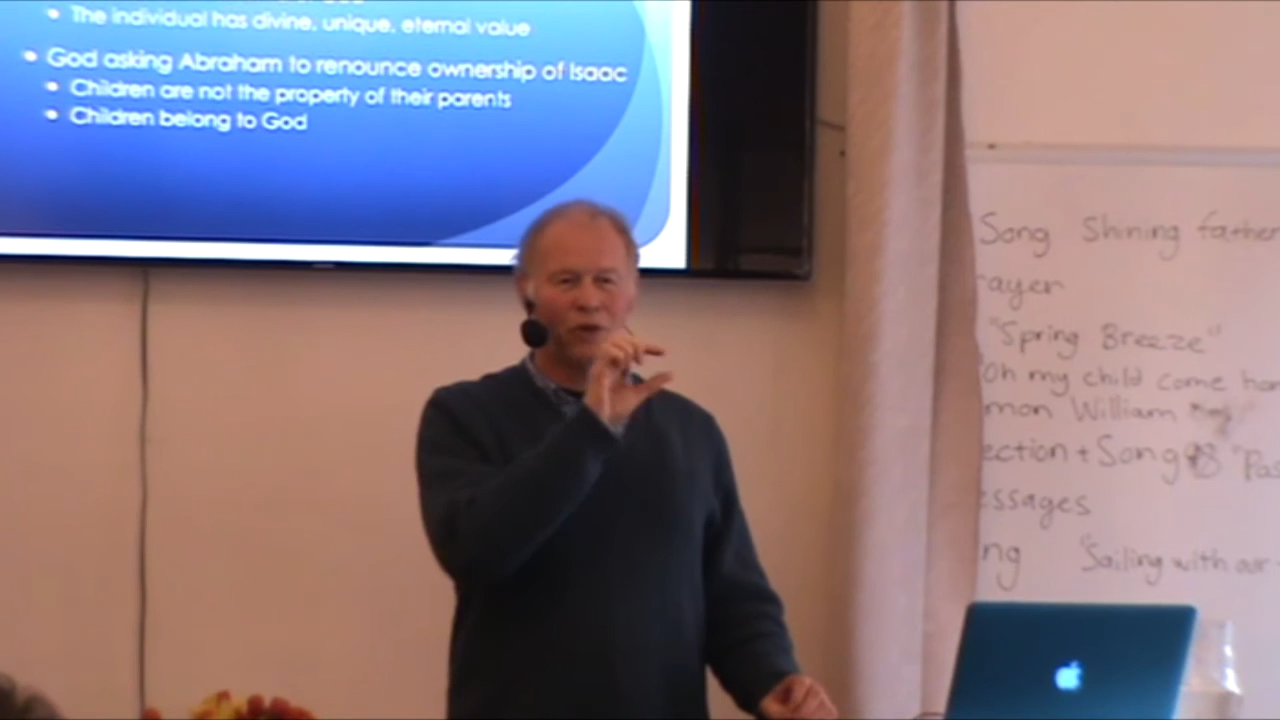 • The individual has divine, unique, eternal value
• God asking Abraham to renounce ownership of Isaac
• Children are not the property of their parents
• Children belong to God
Song Shining father
rayer
"Spring Breeze"
Oh my child come ho
mon William
ection + Song
essages
ng "Sailing with our